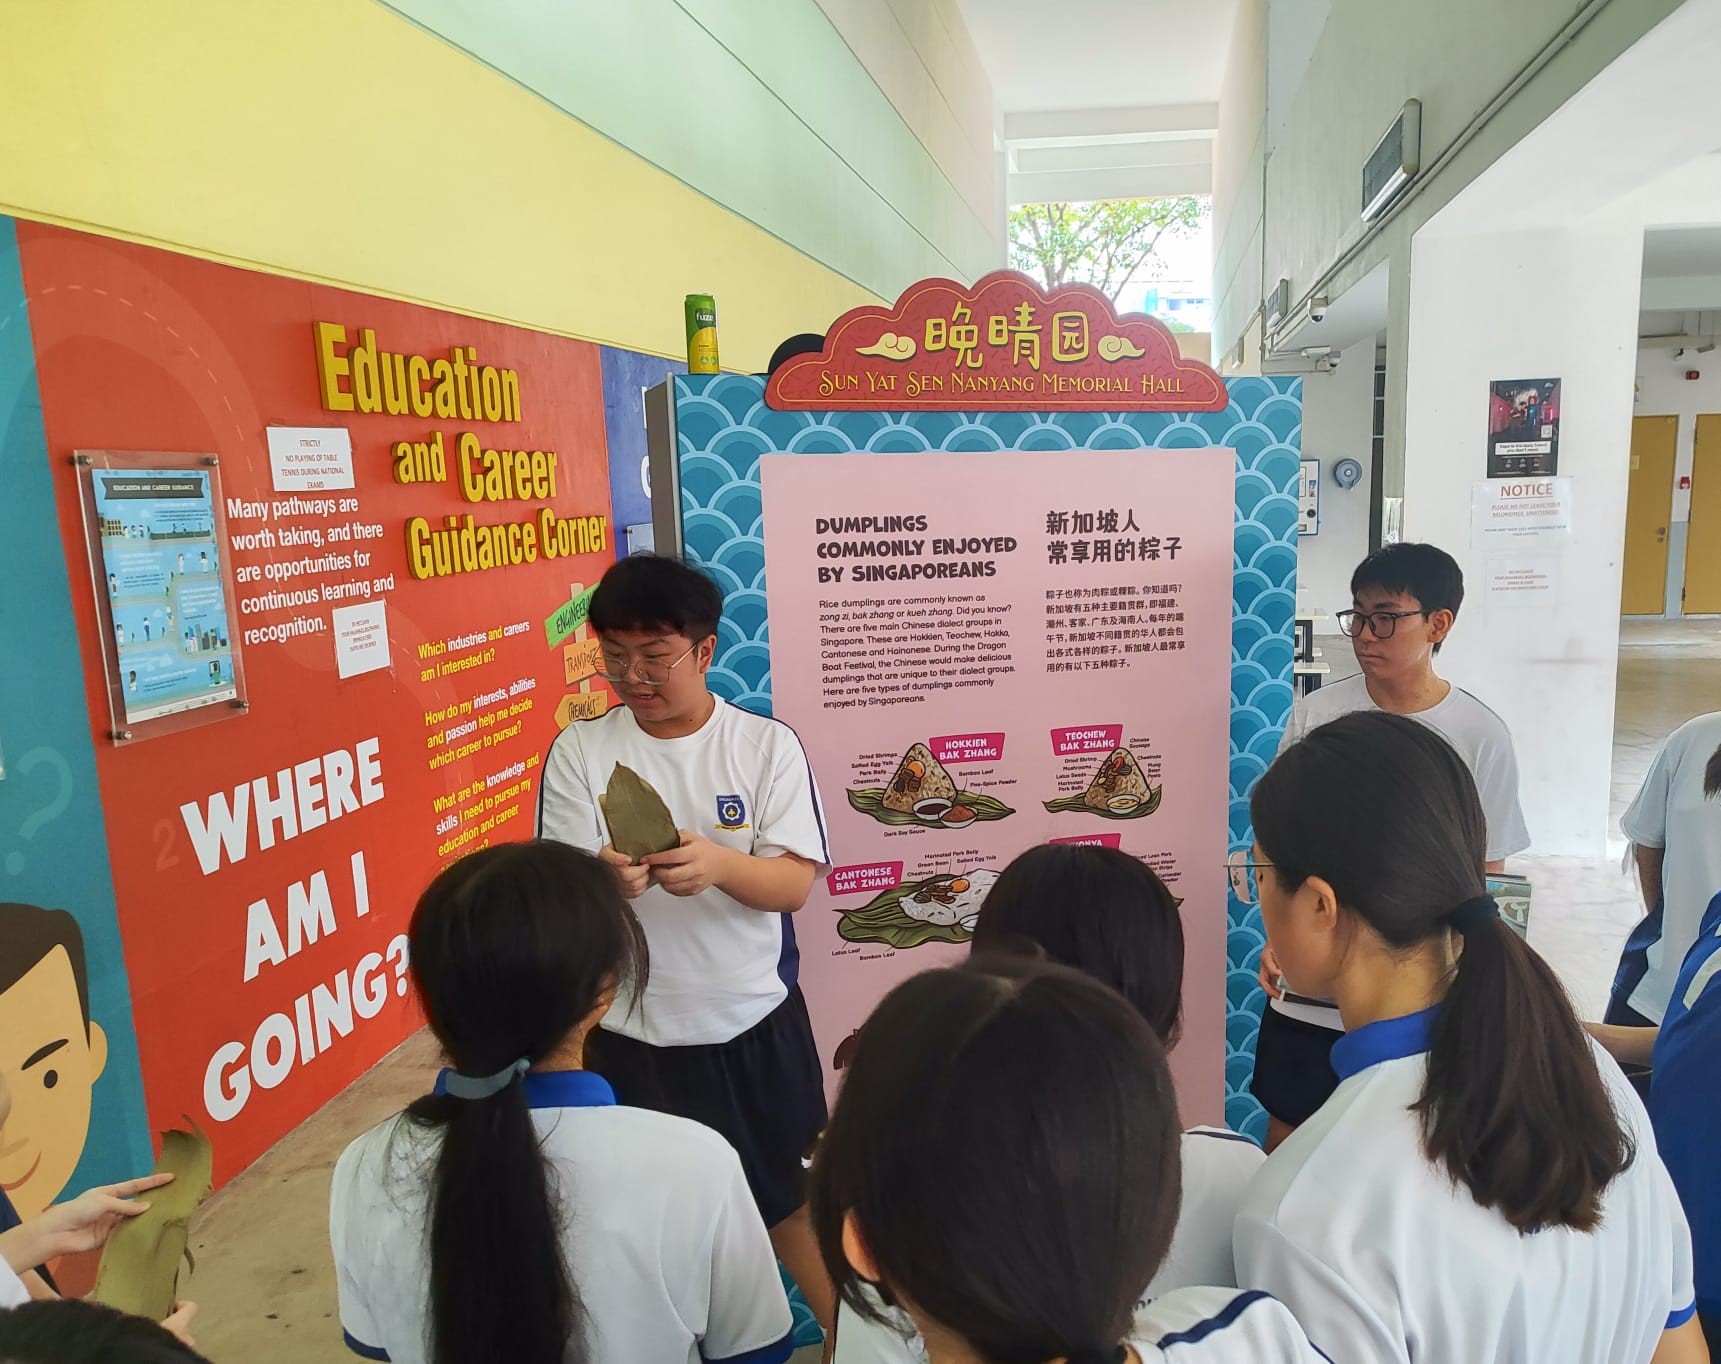 Education
and Career
Guidance Corner
STRICTLY
NO PLAYING OF TABLE
TENNIS DURING NATIONAL
EXAMS
EDUCATION AND CAREER GUIDANCE
Many pathways are
worth taking, and there
are opportunities for
continuous learning and
recognition.
WHERE
AM I
GOING?
Which industries and careers
am I interested in?
How do my interests, abilities
and passion help me decide
which career to pursue?
What are the knowledge and
skills I need to pursue my
education and career
fuze
晚晴园
SUN YAT SEN NANYANG MEMORIAL HALL
DUMPLINGS
COMMONLY ENJOYED
BY SINGAPOREANS
Rice dumplings are commonly known as
zong zi, bak zhang or kueh zhang. Did you know?
There are five main Chinese dialect groups in
Singapore. These are Hokkien, Teochew, Hakka,
Cantonese and Hainanese. During the Dragon
Boat Festival, the Chinese would make delicious
dumplings that are unique to their dialect groups.
Here are five types of dumplings commonly
enjoyed by Singaporeans.
新加坡人
常享用的粽子
粽子也称为肉粽或粿粽。你知道吗?
新加坡有五种主要籍贯群,即福建、
潮州、客家、广东及海南人。每年的端
午节,新加坡不同籍贯的华人都会包
出各式各样的粽子。新加坡人最常享
用的有以下五种粽子。
HOKKIEN
BAK ZHANG
Dried Shrimps
Salted Egg Yolk
Pork Belly
Chestnuts
Bamboo Leaf
Five-Spice Powder
Dark Soy Sauce
TEOCHEW
BAK ZHANG
Chinese
Sausage
Dried Shrimp
Mushrooms
Lotus Seeds
Marinated
Pork Belly
Chestnuts
Mung
Bean
Paste
CANTONESE
BAK ZHANG
Marinated Pork Belly
Green Bean
Salted Egg Yolk
Chestnuts
Lotus Leaf
Bamboo Leaf
NOTICE
PLEASE DO NOT LEAVE YOUR
BELONGINGS UNATTENDED